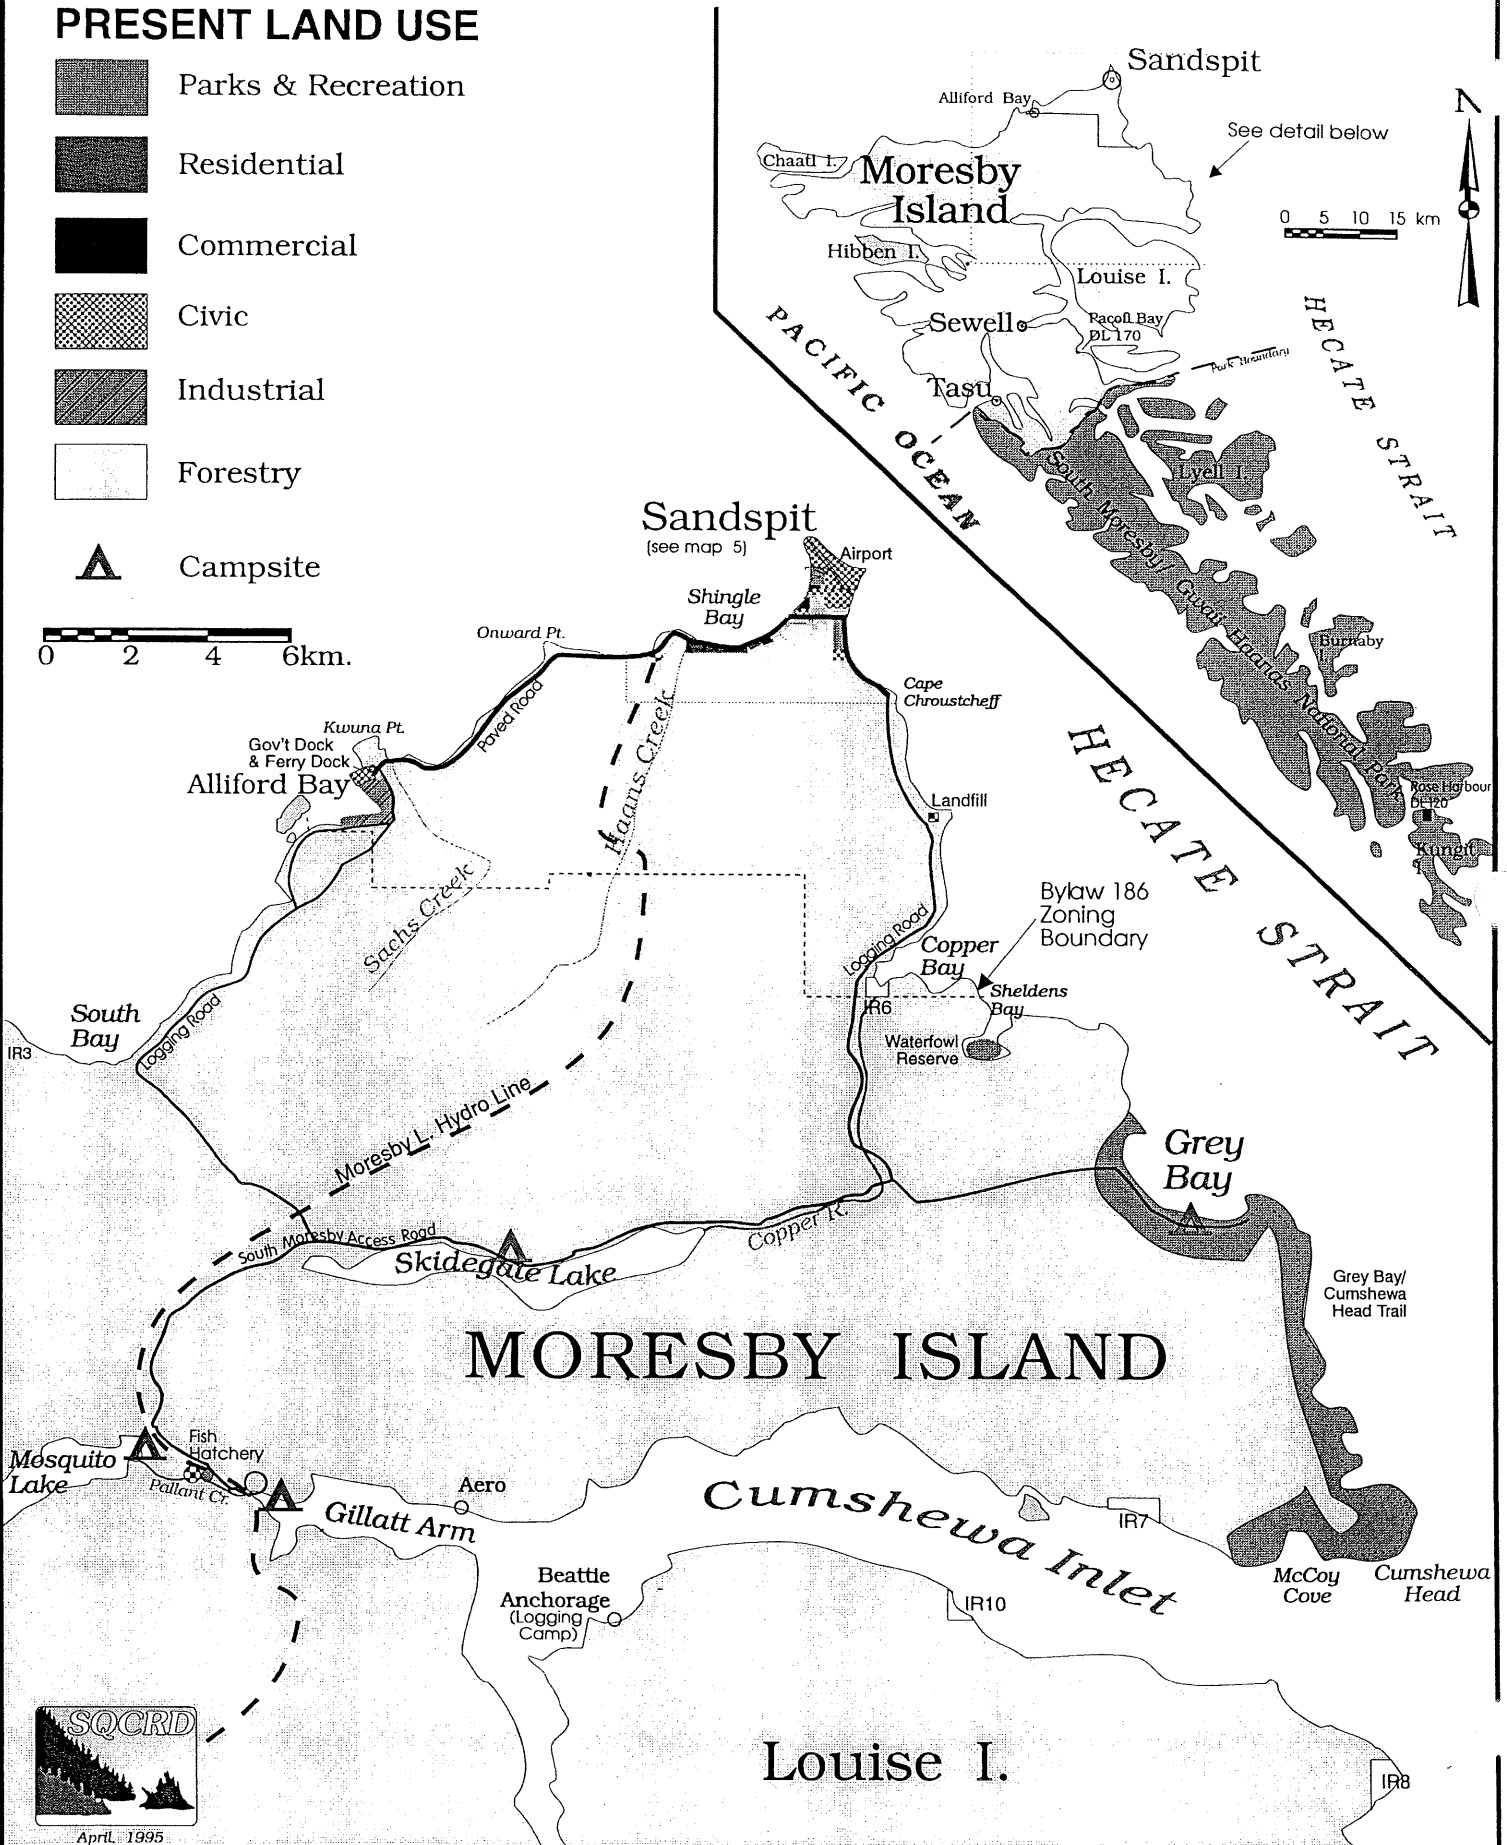 PRESENT LAND USE
Parks & Recreation
Residential
Commercial
Civic
Industrial
Forestry
Campsite
0 2 4 6km.
Sandspit
Alliford Bay
See detail below
N
Chaatl I.
Moresby
Island
0 5 10 15 km
Hibben I.
Louise I.
Sewell
Pacofi Bay
DL 170
Park Boundary
Tasu
PACIFIC OCEAN
HECATE STRAIT
Lyell I.
South Moresby/ Gwaii Haanas National Park
Burnaby
I.
Rose Harbour
DL 120
Kungit
I.
HECATE STRAIT
Sandspit
(see map 5)
Airport
Shingle
Bay
Onward Pt.
Paved Road
Cape
Chroustcheff
Kwuna Pt.
Gov't Dock
& Ferry Dock
Alliford Bay
Haans Creek
Landfill
Sachs Creek
Bylaw 186
Zoning
Boundary
Logging Road
Copper
Bay
Sheldens
Bay
IR6
Waterfowl
Reserve
South
Bay
IR3
Logging Road
Moresby L. Hydro Line
Grey
Bay
South Moresby Access Road
Copper R.
Skidegate Lake
Grey Bay/
Cumshewa
Head Trail
MORESBY ISLAND
Mosquito
Lake
Fish
Hatchery
Pallant Cr.
Aero
Gillatt Arm
Cumshewa Inlet
IR7
McCoy
Cove
Cumshewa
Head
Beattie
Anchorage
(Logging
Camp)
IR10
Louise I.
IR8
SQCRD
April, 1995